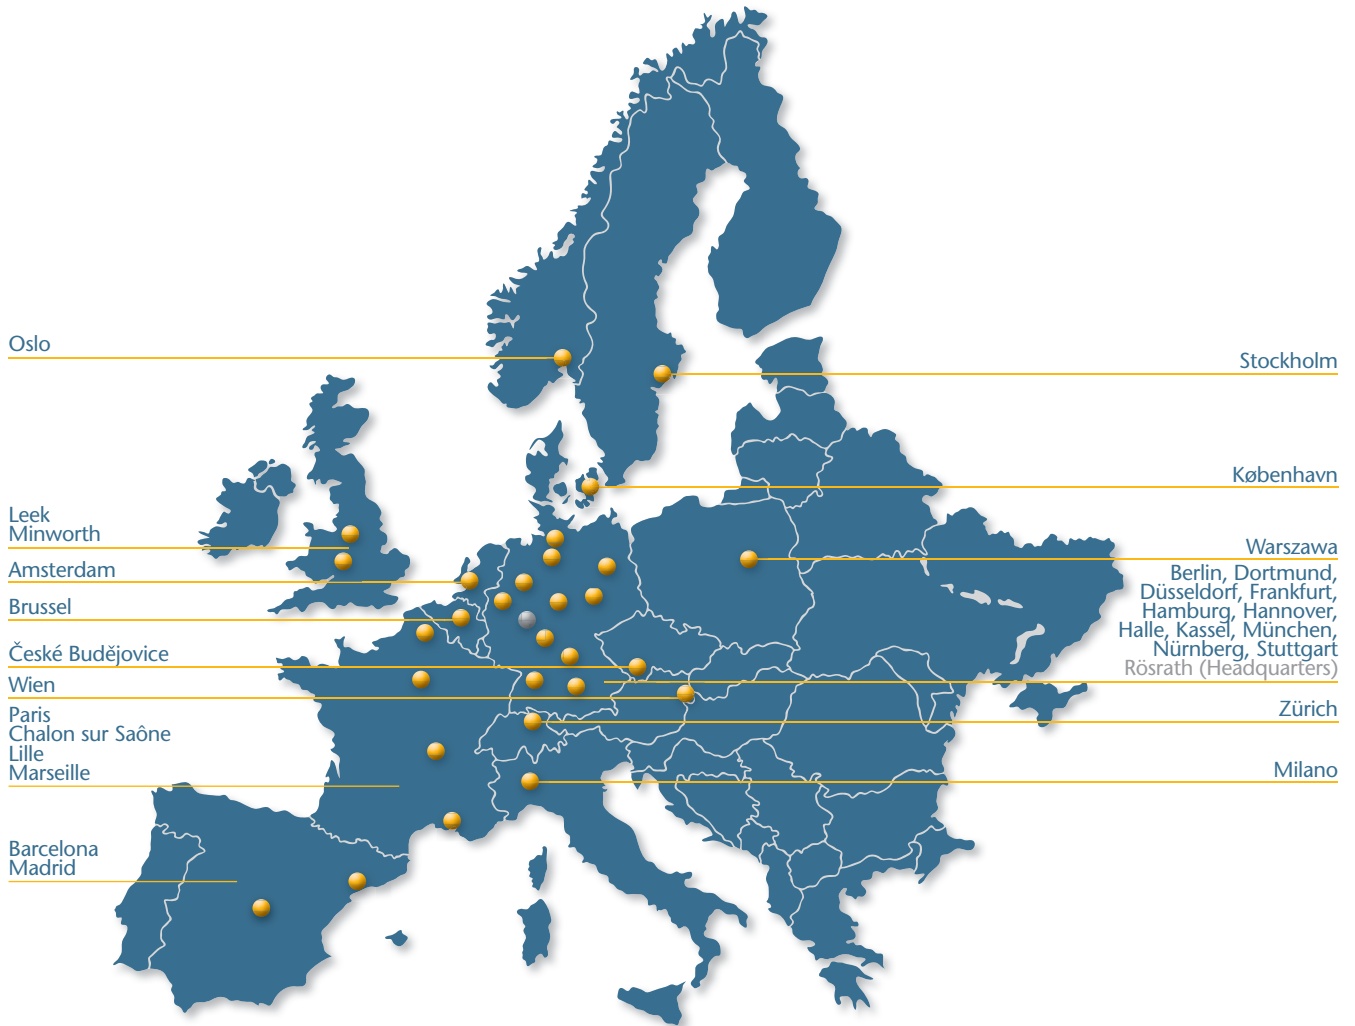 Oslo
Leek
Minworth
Amsterdam
Brussel
České Budějovice
Wien
Paris
Chalon sur Saône
Lille
Marseille
Barcelona
Madrid
Stockholm
København
Warszawa
Berlin, Dortmund,
Düsseldorf, Frankfurt,
Hamburg, Hannover,
Halle, Kassel, München,
Nürnberg, Stuttgart
Rösrath (Headquarters)
Zürich
Milano